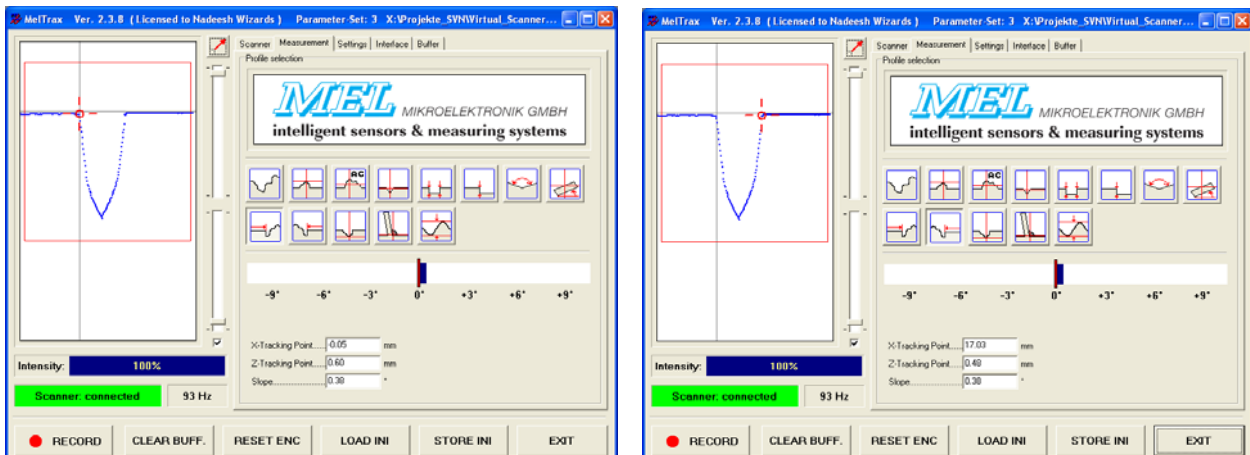 MelTrax Ver. 2.3.8 ( Licensed to Nadeesh Wizards ) Parameter-Set: 3 X:\Projekte_SVN\Virtual_Scanner...
Scanner Measurement Settings Interface Buffer
Profile selection
MEL MIKROELEKTRONIK GMBH
intelligent sensors & measuring systems
AC
-9° -6° -3° 0° +3° +6° +9°
X-Tracking Point.... -0.05 mm
Z-Tracking Point.... 0.60 mm
Slope.................... 0.38 °
Intensity: 100%
Scanner: connected 93 Hz
RECORD CLEAR BUFF. RESET ENC LOAD INI STORE INI EXIT
MelTrax Ver. 2.3.8 ( Licensed to Nadeesh Wizards ) Parameter-Set: 3 X:\Projekte_SVN\Virtual_Scanner...
Scanner Measurement Settings Interface Buffer
Profile selection
MEL MIKROELEKTRONIK GMBH
intelligent sensors & measuring systems
AC
-9° -6° -3° 0° +3° +6° +9°
X-Tracking Point.... 17.03 mm
Z-Tracking Point.... 0.48 mm
Slope.................... 0.38 °
Intensity: 100%
Scanner: connected 93 Hz
RECORD CLEAR BUFF. RESET ENC LOAD INI STORE INI EXIT